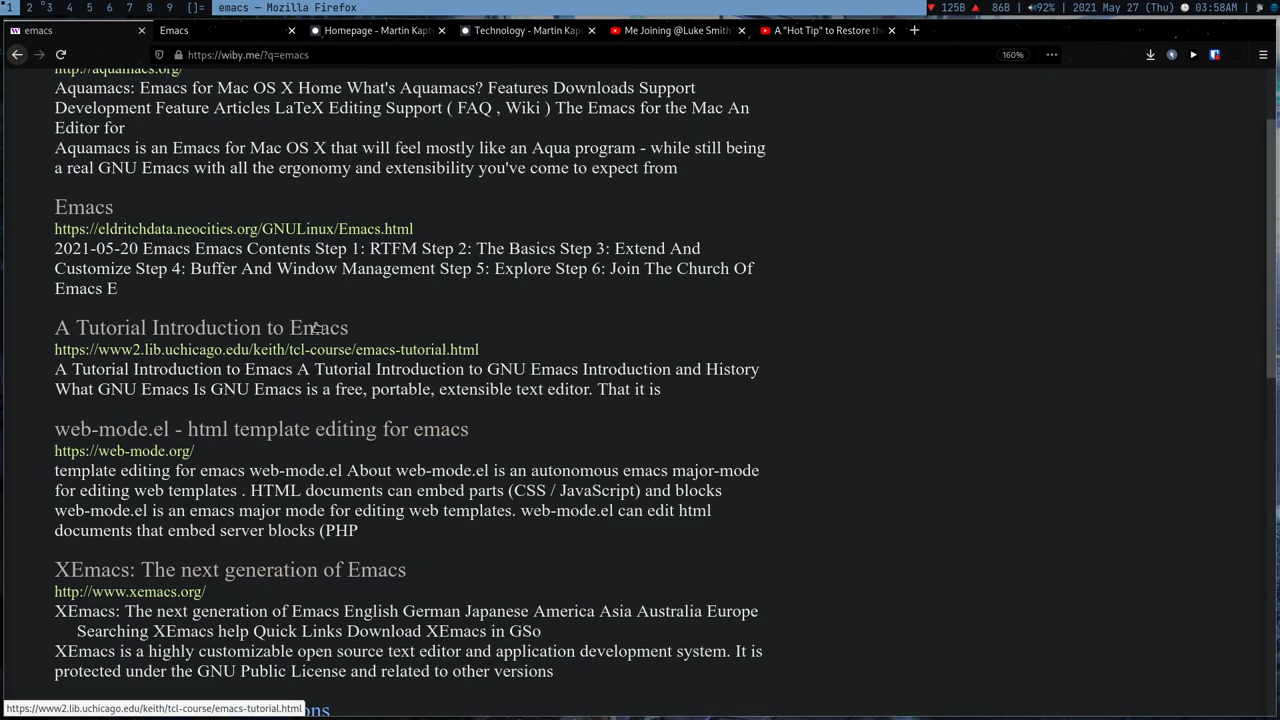 1 2 3 4 5 6 7 8 9 []= emacs — Mozilla Firefox 125B 86B 92% 2021 May 27 (Thu) 03:58AM
emacs Emacs Homepage - Martin Kapt Technology - Martin Kapt Me Joining @Luke Smith A "Hot Tip" to Restore the
https://wiby.me/?q=emacs 160%
http://aquamacs.org/
Aquamacs: Emacs for Mac OS X Home What's Aquamacs? Features Downloads Support
Development Feature Articles LaTeX Editing Support ( FAQ , Wiki ) The Emacs for the Mac An
Editor for
Aquamacs is an Emacs for Mac OS X that will feel mostly like an Aqua program - while still being
a real GNU Emacs with all the ergonomy and extensibility you've come to expect from
Emacs
https://eldritchdata.neocities.org/GNULinux/Emacs.html
2021-05-20 Emacs Emacs Contents Step 1: RTFM Step 2: The Basics Step 3: Extend And
Customize Step 4: Buffer And Window Management Step 5: Explore Step 6: Join The Church Of
Emacs E
A Tutorial Introduction to Emacs
https://www2.lib.uchicago.edu/keith/tcl-course/emacs-tutorial.html
A Tutorial Introduction to Emacs A Tutorial Introduction to GNU Emacs Introduction and History
What GNU Emacs Is GNU Emacs is a free, portable, extensible text editor. That it is
web-mode.el - html template editing for emacs
https://web-mode.org/
template editing for emacs web-mode.el About web-mode.el is an autonomous emacs major-mode
for editing web templates . HTML documents can embed parts (CSS / JavaScript) and blocks
web-mode.el is an emacs major mode for editing web templates. web-mode.el can edit html
documents that embed server blocks (PHP
XEmacs: The next generation of Emacs
http://www.xemacs.org/
XEmacs: The next generation of Emacs English German Japanese America Asia Australia Europe
Searching XEmacs help Quick Links Download XEmacs in GSo
XEmacs is a highly customizable open source text editor and application development system. It is
protected under the GNU Public License and related to other versions
https://www2.lib.uchicago.edu/keith/tcl-course/emacs-tutorial.html